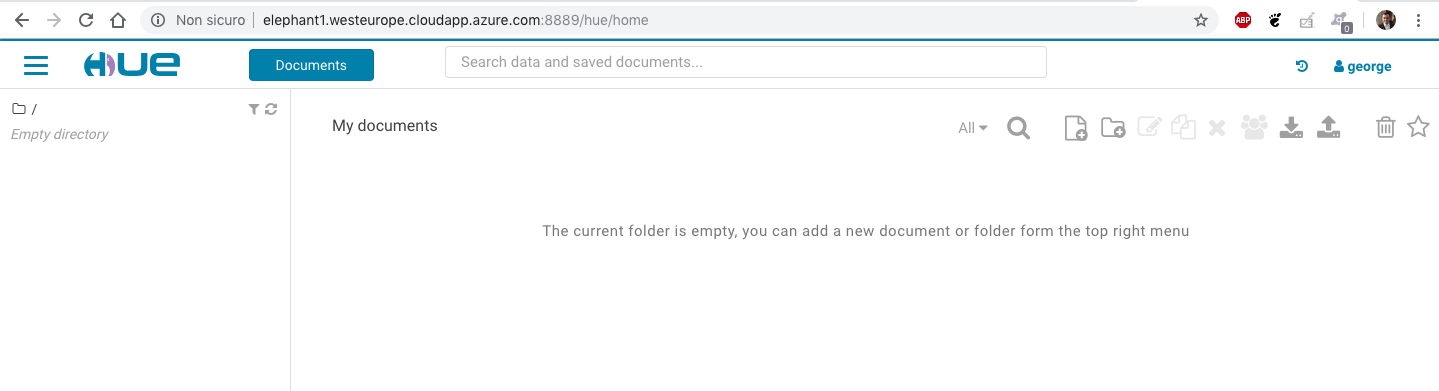 Non sicuro elephant1.westeurope.cloudapp.azure.com:8889/hue/home ABP 0
HUE Documents Search data and saved documents... george
/ My documents All
Empty directory
The current folder is empty, you can add a new document or folder form the top right menu